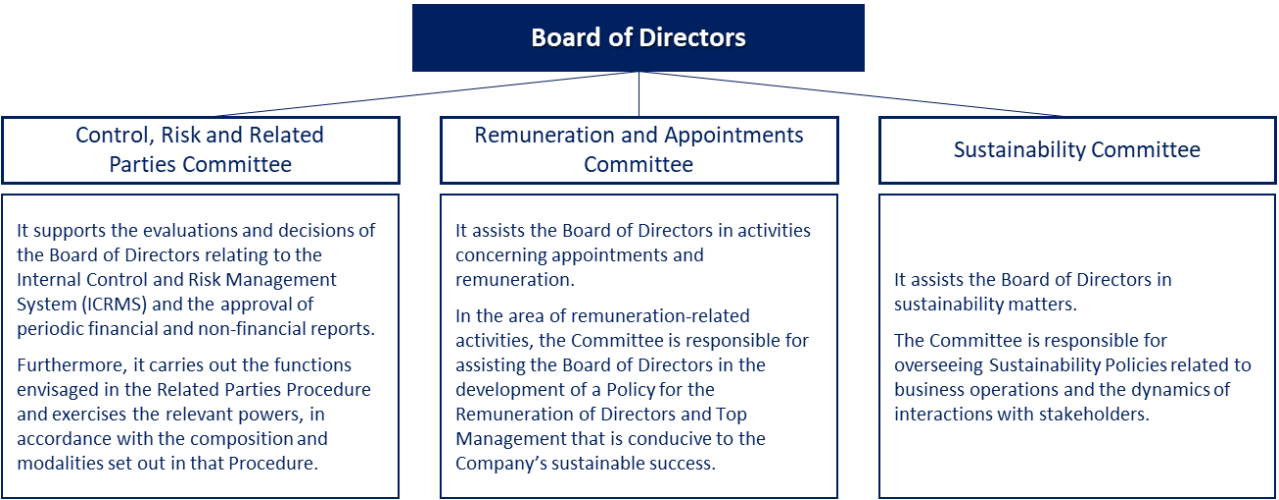 Board of Directors
Control, Risk and Related
Parties Committee
It supports the evaluations and decisions of
the Board of Directors relating to the
Internal Control and Risk Management
System (ICRMS) and the approval of
periodic financial and non-financial reports.
Furthermore, it carries out the functions
envisaged in the Related Parties Procedure
and exercises the relevant powers, in
accordance with the composition and
modalities set out in that Procedure.
Remuneration and Appointments
Committee
It assists the Board of Directors in activities
concerning appointments and
remuneration.
In the area of remuneration-related
activities, the Committee is responsible for
assisting the Board of Directors in the
development of a Policy for the
Remuneration of Directors and Top
Management that is conducive to the
Company’s sustainable success.
Sustainability Committee
It assists the Board of Directors in
sustainability matters.
The Committee is responsible for
overseeing Sustainability Policies related to
business operations and the dynamics of
interactions with stakeholders.